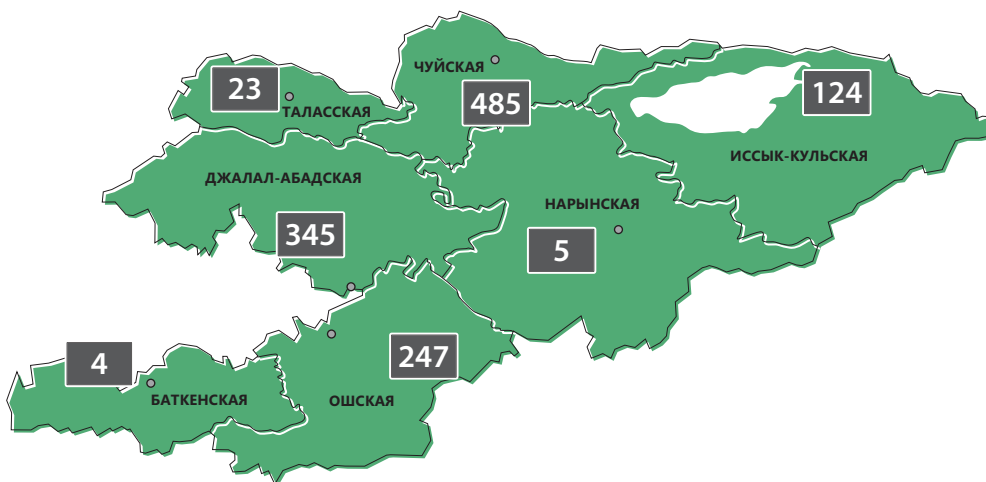 ЧУЙСКАЯ
485
23
ТАЛАССКАЯ
124
ИССЫК-КУЛЬСКАЯ
ДЖАЛАЛ-АБАДСКАЯ
345
НАРЫНСКАЯ
5
4
БАТКЕНСКАЯ
247
ОШСКАЯ